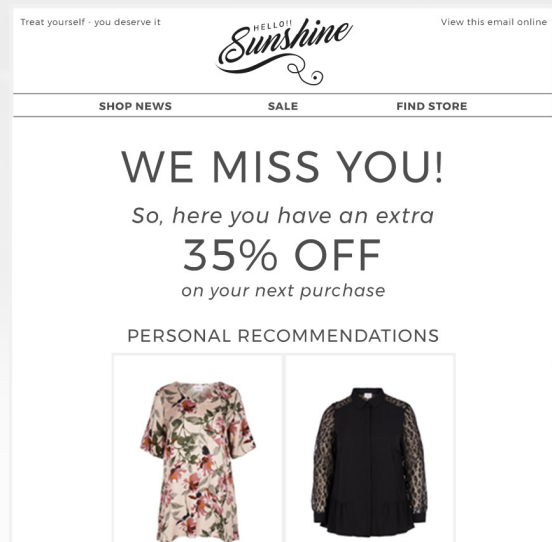 Treat yourself - you deserve it
View this email online
HELLO!!
Sunshine
SHOP NEWS
SALE
FIND STORE
WE MISS YOU!
So, here you have an extra
35% OFF
on your next purchase
PERSONAL RECOMMENDATIONS